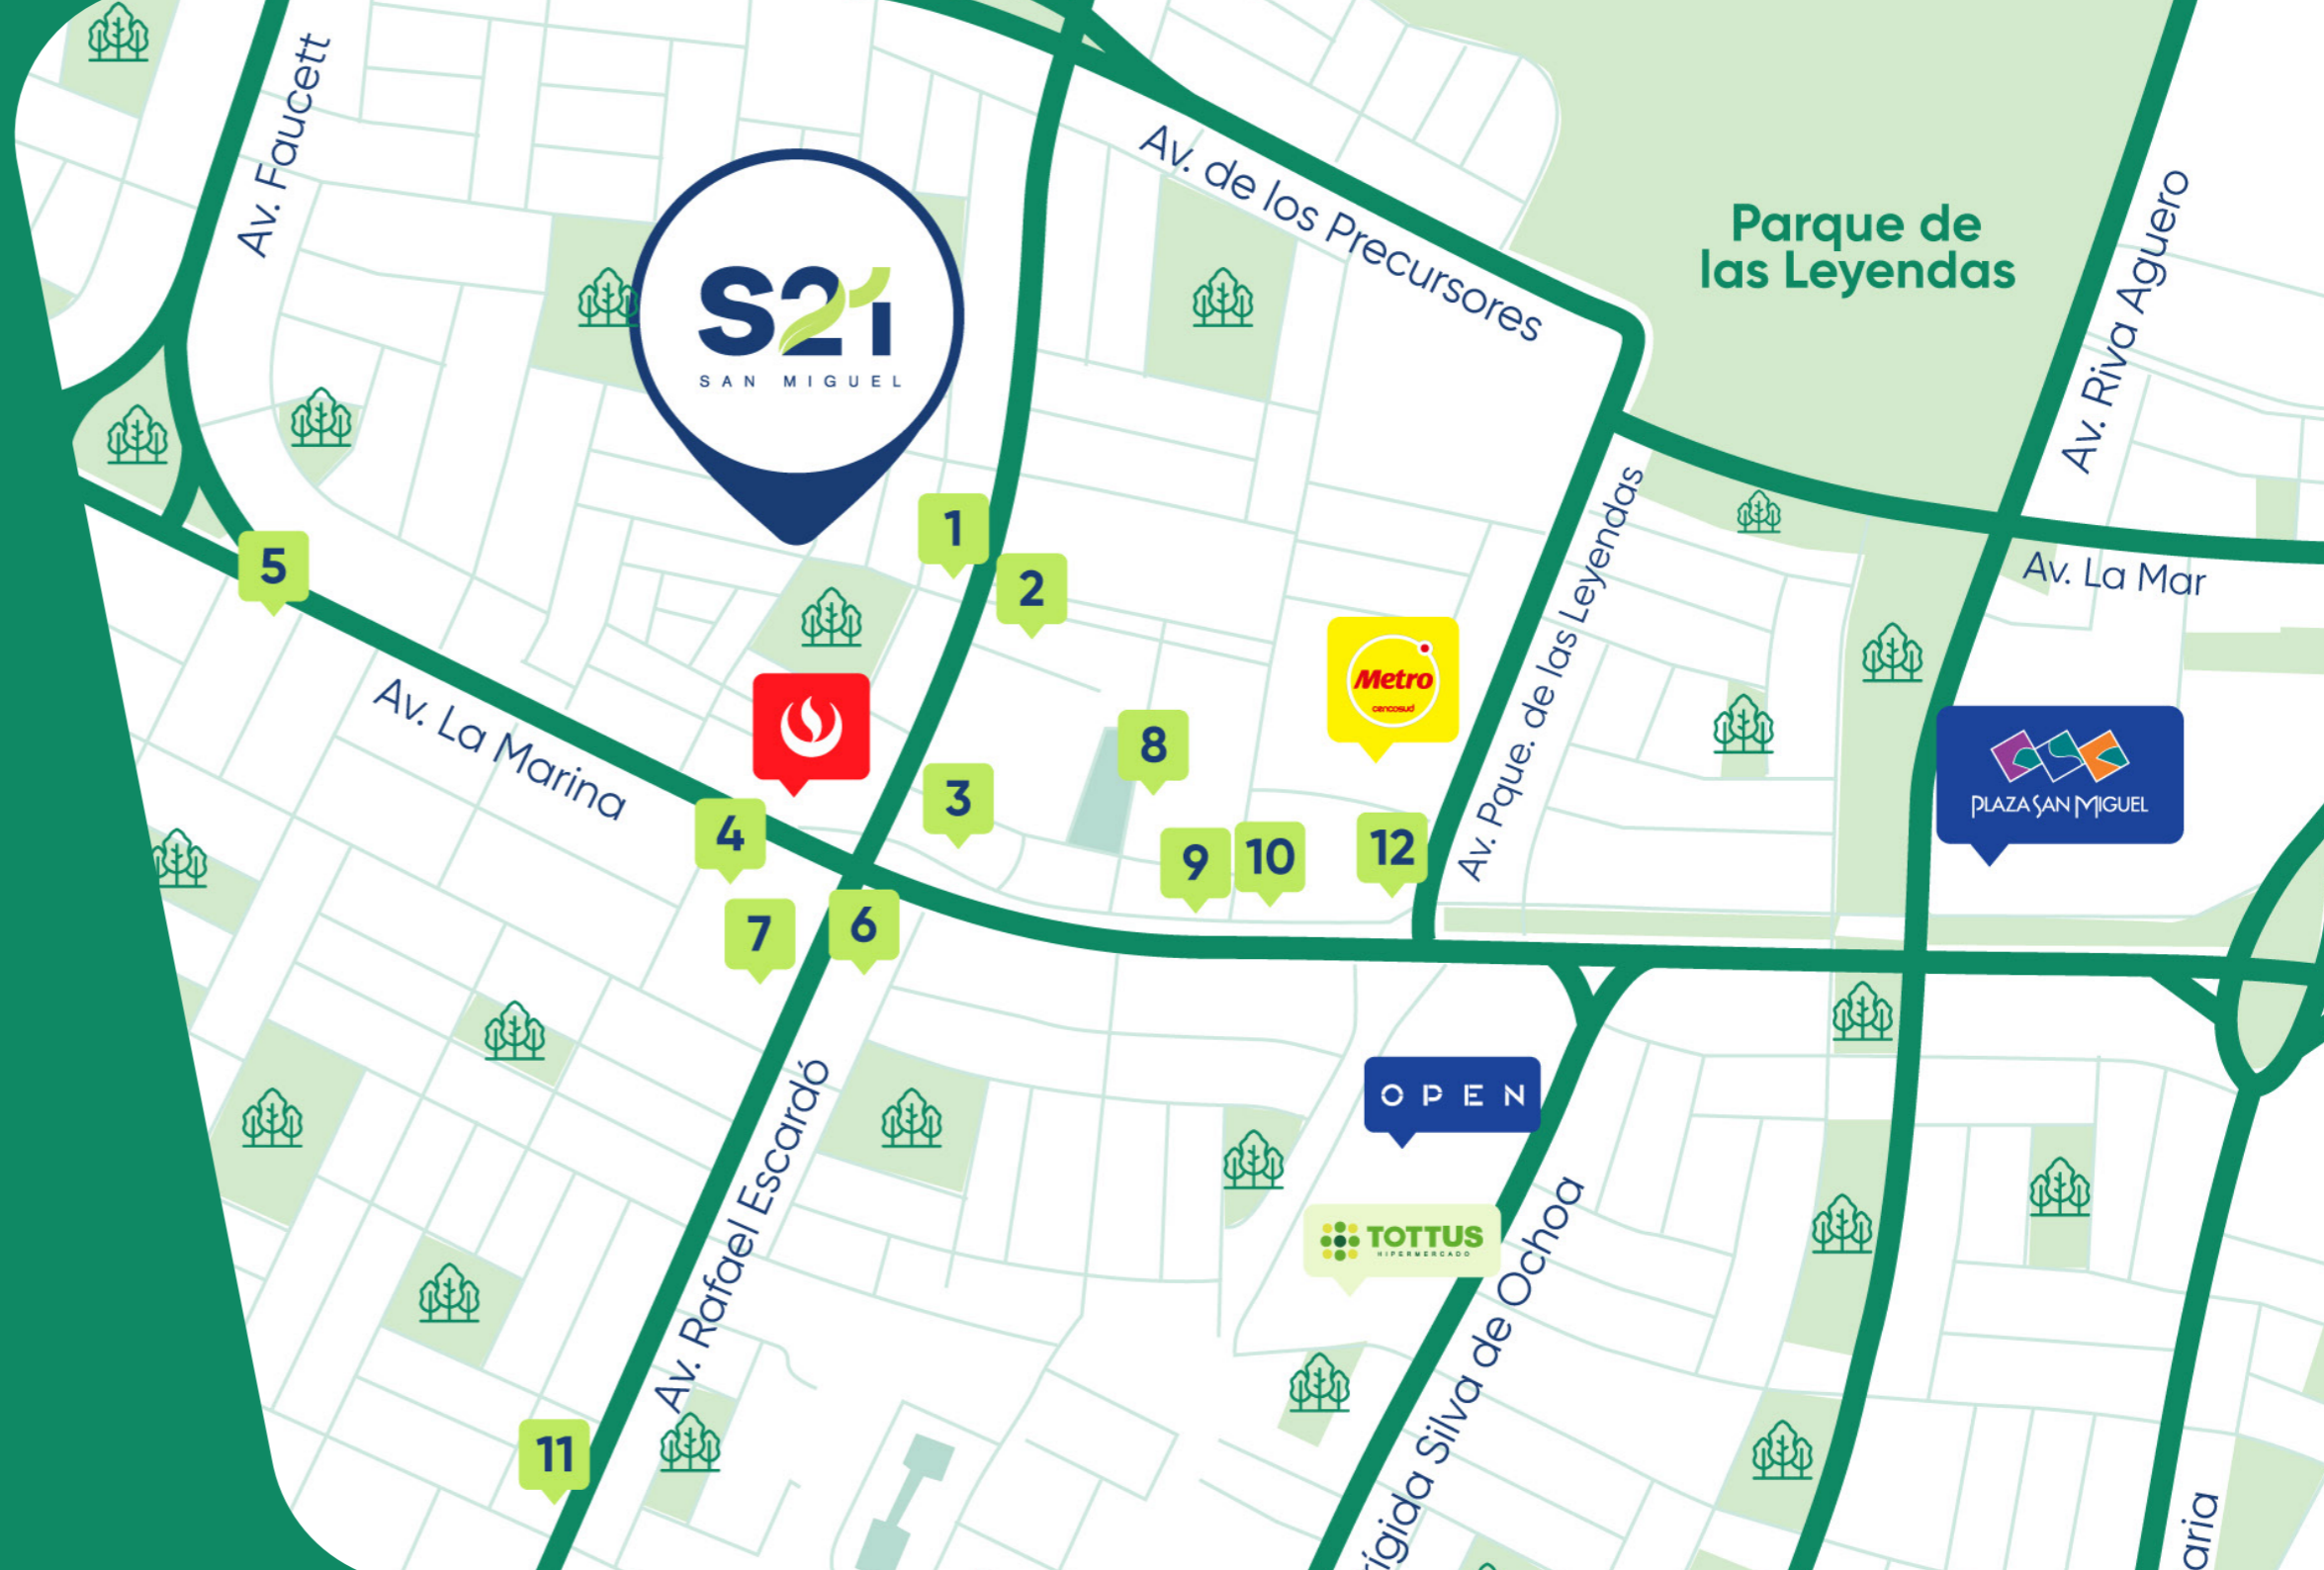 Av. Faucett
Av. de los Precursores
Parque de
las Leyendas
Av. Riva Aguero
S21
SAN MIGUEL
1
2
5
Av. La Mar
Av. Pque. de las Leyendas
Metro
cencosud
Av. La Marina
8
3
4
PLAZA SAN MIGUEL
9
10
12
7
6
OPEN
Av. Rafael Escardó
TOTTUS
HIPERMERCADO
rígida Silva de Ochoa
11
aria